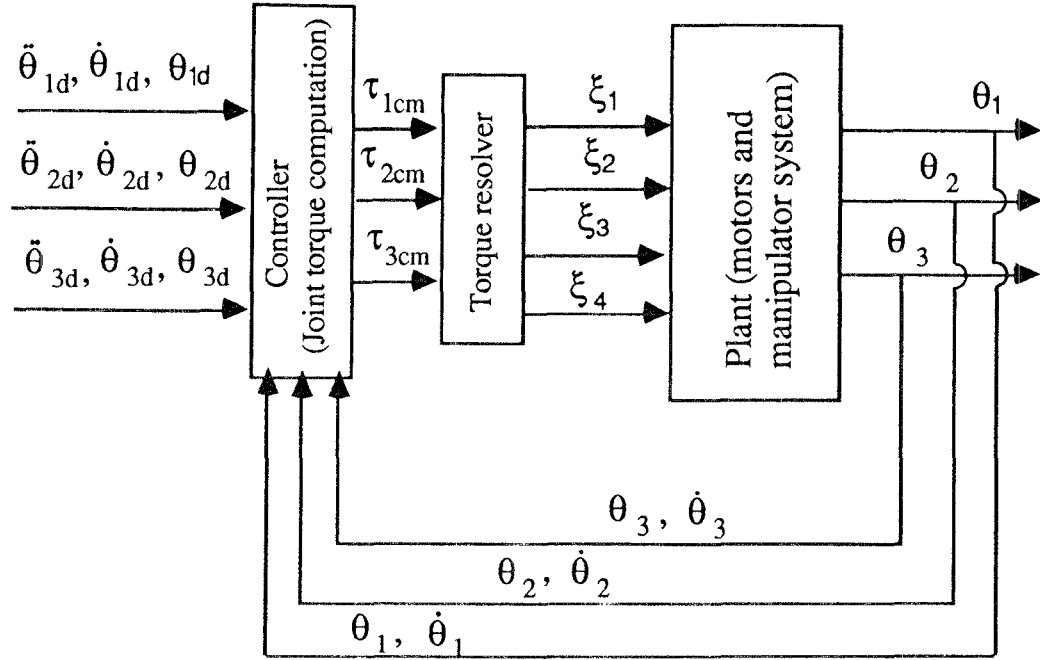 θ̈1d, θ̇1d, θ1d
θ̈2d, θ̇2d, θ2d
θ̈3d, θ̇3d, θ3d
Controller
(Joint torque computation)
τ1cm
τ2cm
τ3cm
Torque resolver
ξ1
ξ2
ξ3
ξ4
Plant (motors and
manipulator system)
θ1
θ2
θ3
θ3, θ̇3
θ2, θ̇2
θ1, θ̇1